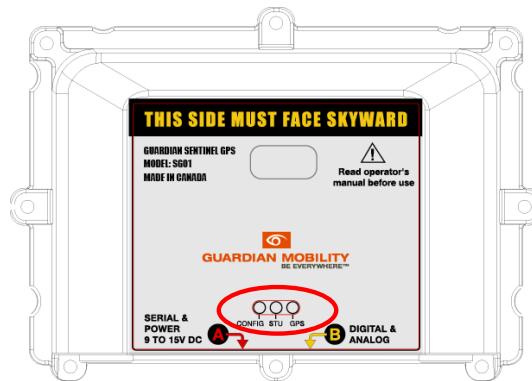 THIS SIDE MUST FACE SKYWARD
GUARDIAN SENTINEL GPS
MODEL: SG01
MADE IN CANADA
Read operator's
manual before use
GUARDIAN MOBILITY
BE EVERYWHERE™
CONFIG STU GPS
SERIAL &
POWER
9 TO 15V DC
A
B
DIGITAL &
ANALOG